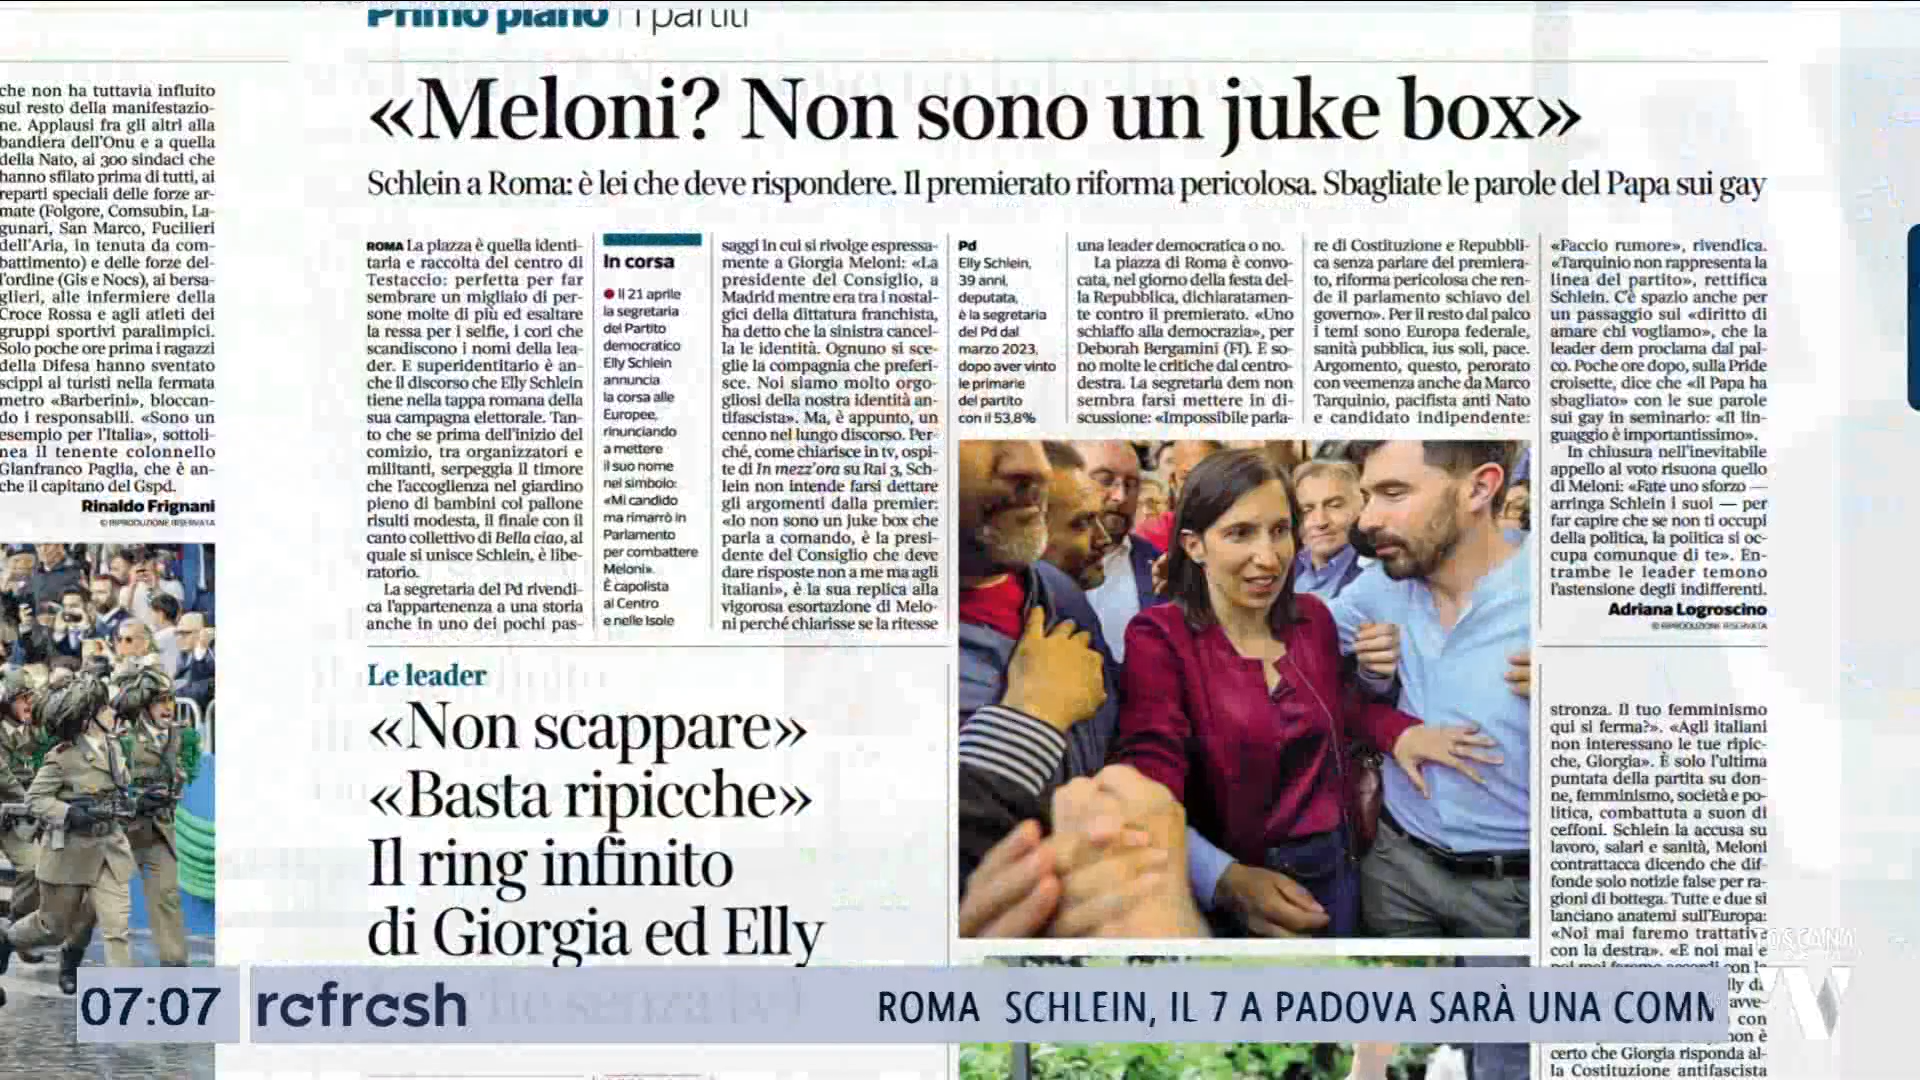 Primo piano | i partiti
che non ha tuttavia influito
sul resto della manifestazio-
ne. Applausi fra gli altri alla
bandiera dell'Onu e a quella
della Nato, ai 300 sindaci che
hanno sfilato prima di tutti, ai
reparti speciali delle forze ar-
mate (Folgore, Comsubin, La-
gunari, San Marco, Fucilieri
dell'Aria, in tenuta da com-
battimento) e delle forze del-
l'ordine (Gis e Nocs), ai bersa-
glieri, alle infermiere della
Croce Rossa e agli atleti dei
gruppi sportivi paralimpici.
Solo poche ore prima i ragazzi
della Difesa hanno sventato
scippi ai turisti nella fermata
metro «Barberini», bloccan-
do i responsabili. «Sono un
esempio per l'Italia», sottoli-
nea il tenente colonnello
Gianfranco Paglia, che è an-
che il capitano del Gspd.
Rinaldo Frignani
© RIPRODUZIONE RISERVATA
«Meloni? Non sono un juke box»
Schlein a Roma: è lei che deve rispondere. Il premierato riforma pericolosa. Sbagliate le parole del Papa sui gay
ROMA La piazza è quella identi-
taria e raccolta del centro di
Testaccio: perfetta per far
sembrare un migliaio di per-
sone molte di più ed esaltare
la ressa per i selfie, i cori che
scandiscono i nomi della lea-
der. E superidentitario è an-
che il discorso che Elly Schlein
tiene nella tappa romana della
sua campagna elettorale. Tan-
to che se prima dell'inizio del
comizio, tra organizzatori e
militanti, serpeggia il timore
che l'accoglienza nel giardino
pieno di bambini col pallone
risulti modesta, il finale con il
canto collettivo di Bella ciao, al
quale si unisce Schlein, è libe-
ratorio.
La segretaria del Pd rivendi-
ca l'appartenenza a una storia
anche in uno dei pochi pas-
In corsa
● Il 21 aprile
la segretaria
del Partito
democratico
Elly Schlein
annuncia
la corsa alle
Europee,
rinunciando
a mettere
il suo nome
nel simbolo:
«Mi candido
ma rimarrò in
Parlamento
per combattere
Meloni».
È capolista
al Centro
e nelle Isole
saggi in cui si rivolge espressa-
mente a Giorgia Meloni: «La
presidente del Consiglio, a
Madrid mentre era tra i nostal-
gici della dittatura franchista,
ha detto che la sinistra cancel-
la le identità. Ognuno si sce-
glie la compagnia che preferi-
sce. Noi siamo molto orgo-
gliosi della nostra identità an-
tifascista». Ma, è appunto, un
cenno nel lungo discorso. Per-
ché, come chiarisce in tv, ospi-
te di In mezz'ora su Rai 3, Sch-
lein non intende farsi dettare
gli argomenti dalla premier:
«Io non sono un juke box che
parla a comando, è la presi-
dente del Consiglio che deve
dare risposte non a me ma agli
italiani», è la sua replica alla
vigorosa esortazione di Melo-
ni perché chiarisse se la ritesse
Pd
Elly Schlein,
39 anni,
deputata,
è la segretaria
del Pd dal
marzo 2023,
dopo aver vinto
le primarie
del partito
con il 53,8%
una leader democratica o no.
La piazza di Roma è convo-
cata, nel giorno della festa del-
la Repubblica, dichiaratamen-
te contro il premierato. «Uno
schiaffo alla democrazia», per
Deborah Bergamini (FI). E so-
no molte le critiche dal centro-
destra. La segretaria dem non
sembra farsi mettere in di-
scussione: «Impossibile parla-
re di Costituzione e Repubbli-
ca senza parlare del premiera-
to, riforma pericolosa che ren-
de il parlamento schiavo del
governo». Per il resto dal palco
i temi sono Europa federale,
sanità pubblica, ius soli, pace.
Argomento, questo, perorato
con veemenza anche da Marco
Tarquinio, pacifista anti Nato
e candidato indipendente:
«Faccio rumore», rivendica.
«Tarquinio non rappresenta la
linea del partito», rettifica
Schlein. C'è spazio anche per
un passaggio sul «diritto di
amare chi vogliamo», che la
leader dem proclama dal pal-
co. Poche ore dopo, sulla Pride
croisette, dice che «il Papa ha
sbagliato» con le sue parole
sui gay in seminario: «Il lin-
guaggio è importantissimo».
In chiusura nell'inevitabile
appello al voto risuona quello
di Meloni: «Fate uno sforzo —
arringa Schlein i suoi — per
far capire che se non ti occupi
della politica, la politica si oc-
cupa comunque di te». En-
trambe le leader temono
l'astensione degli indifferenti.
Adriana Logroscino
© RIPRODUZIONE RISERVATA
Le leader
«Non scappare»
«Basta ripicche»
Il ring infinito
di Giorgia ed Elly
stronza. Il tuo femminismo
qui si ferma?». «Agli italiani
non interessano le tue ripic-
che, Giorgia». È solo l'ultima
puntata della partita su don-
ne, femminismo, società e po-
litica, combattuta a suon di
ceffoni. Schlein la accusa su
lavoro, salari e sanità, Meloni
contrattacca dicendo che dif-
fonde solo notizie false per ra-
gioni di bottega. Tutte e due si
lanciano anatemi sull'Europa:
«Noi mai faremo trattative
con la destra». «E noi mai e
con
non è
certo che Giorgia risponda al-
la Costituzione antifascista
TOSCANA
TV
07:07 refresh
ROMA SCHLEIN, IL 7 A PADOVA SARÀ UNA COMM